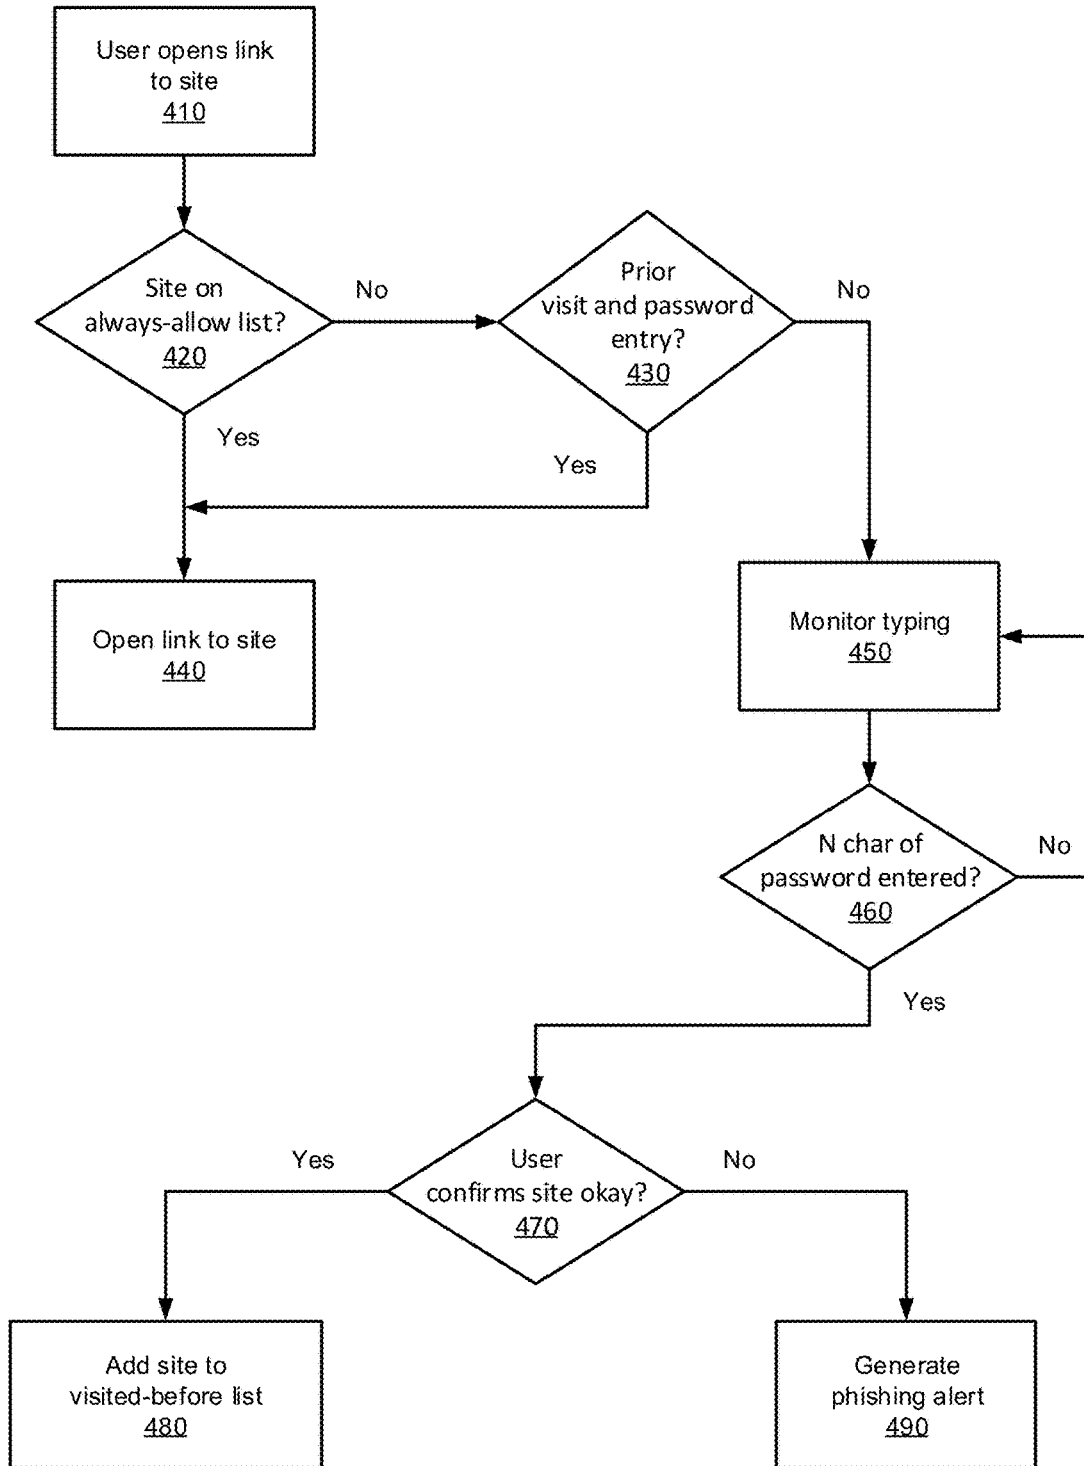 User opens link
to site
410
Site on
always-allow list?
420
No
Prior
visit and password
entry?
430
No
Yes
Yes
Open link to site
440
Monitor typing
450
N char of
password entered?
460
No
Yes
User
confirms site okay?
470
Yes
No
Add site to
visited-before list
480
Generate
phishing alert
490